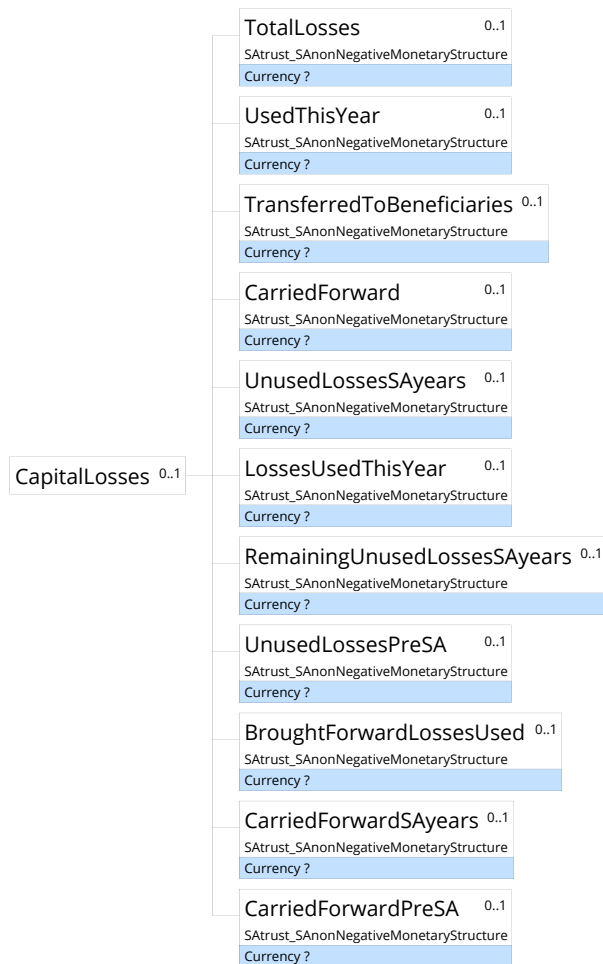 TotalLosses 0..1
SAtrust_SAnonNegativeMonetaryStructure
Currency ?
UsedThisYear 0..1
SAtrust_SAnonNegativeMonetaryStructure
Currency ?
TransferredToBeneficiaries 0..1
SAtrust_SAnonNegativeMonetaryStructure
Currency ?
CarriedForward 0..1
SAtrust_SAnonNegativeMonetaryStructure
Currency ?
UnusedLossesSAyears 0..1
SAtrust_SAnonNegativeMonetaryStructure
Currency ?
CapitalLosses 0..1
LossesUsedThisYear 0..1
SAtrust_SAnonNegativeMonetaryStructure
Currency ?
RemainingUnusedLossesSAyears 0..1
SAtrust_SAnonNegativeMonetaryStructure
Currency ?
UnusedLossesPreSA 0..1
SAtrust_SAnonNegativeMonetaryStructure
Currency ?
BroughtForwardLossesUsed 0..1
SAtrust_SAnonNegativeMonetaryStructure
Currency ?
CarriedForwardSAyears 0..1
SAtrust_SAnonNegativeMonetaryStructure
Currency ?
CarriedForwardPreSA 0..1
SAtrust_SAnonNegativeMonetaryStructure
Currency ?